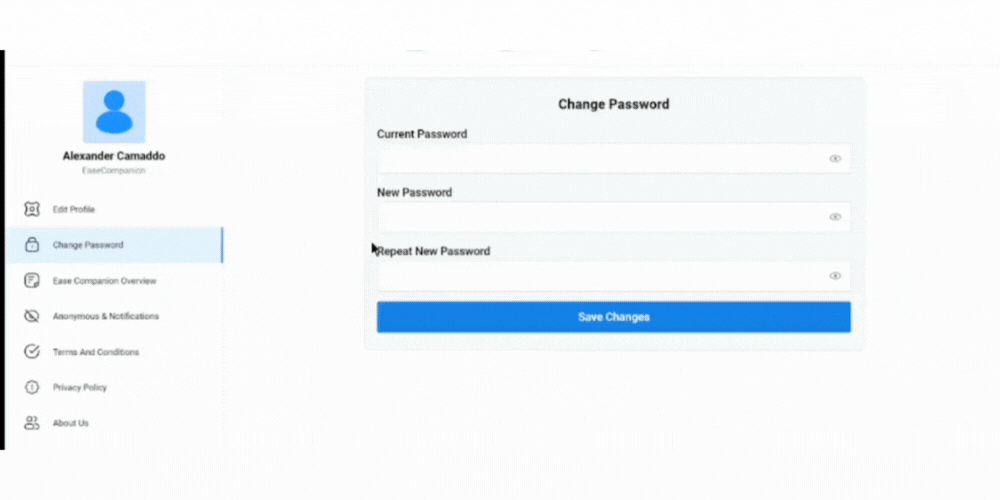 Alexander Camaddo
EaseCompanion
Edit Profile
Change Password
Ease Companion Overview
Anonymous & Notifications
Terms And Conditions
Privacy Policy
About Us
Change Password
Current Password
New Password
Repeat New Password
Save Changes